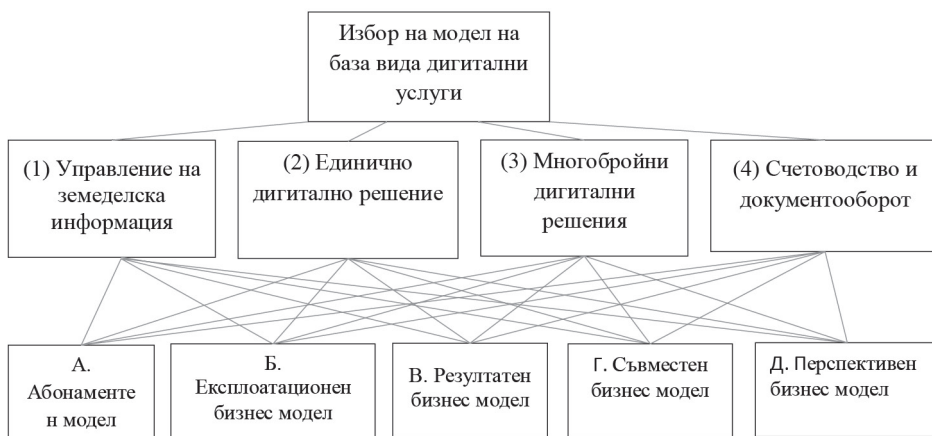 Избор на модел на
база вида дигитални
услуги
(1) Управление на
земеделска
информация
(2) Единично
дигитално решение
(3) Многобройни
дигитални
решения
(4) Счетоводство и
документооборот
А.
Абонаменте
н модел
Б.
Експлоатационен
бизнес модел
В. Резултатен
бизнес модел
Г. Съвместен
бизнес модел
Д. Перспективен
бизнес модел